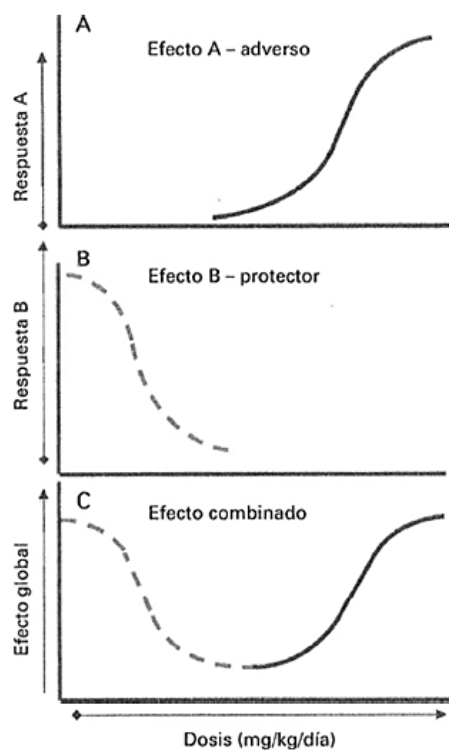 A
Efecto A – adverso
Respuesta A
B
Efecto B – protector
Respuesta B
C
Efecto combinado
Efecto global
Dosis (mg/kg/día)